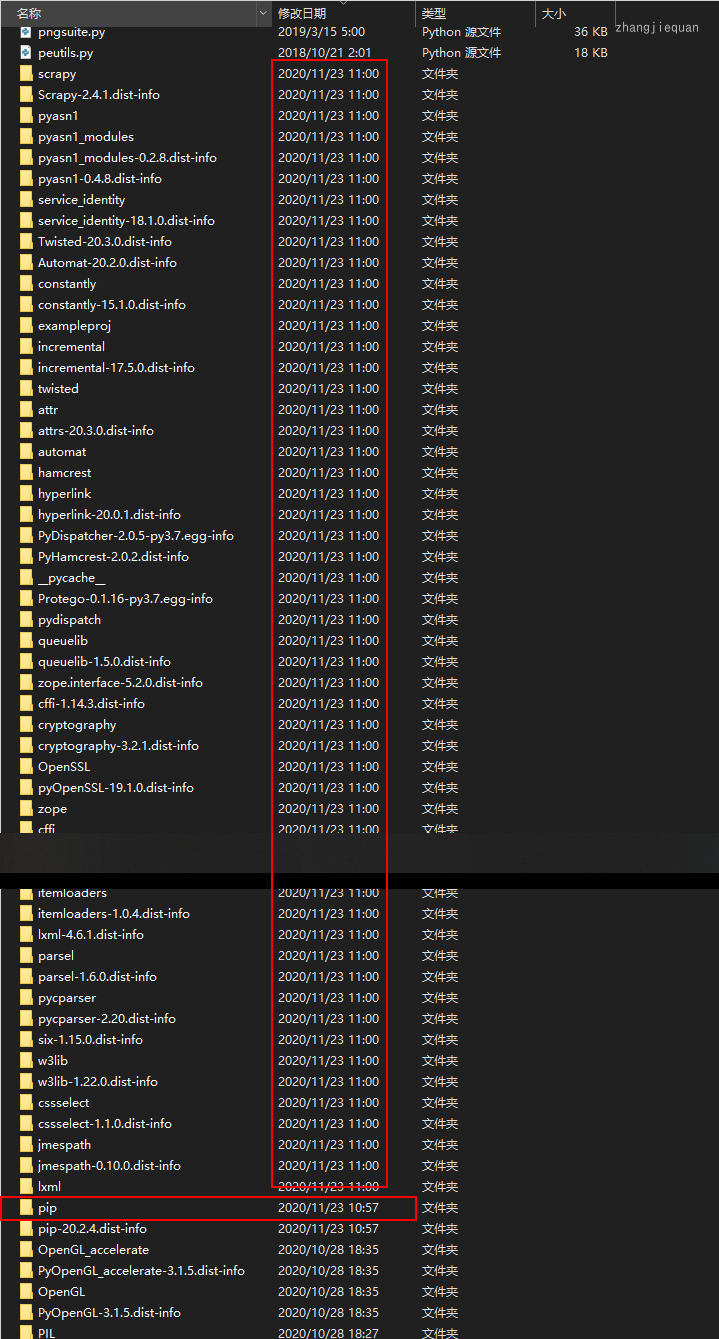 名称 修改日期 类型 大小
zhangjiequan
pngsuite.py 2019/3/15 5:00 Python 源文件 36 KB
peutils.py 2018/10/21 2:01 Python 源文件 18 KB
scrapy 2020/11/23 11:00 文件夹
Scrapy-2.4.1.dist-info 2020/11/23 11:00 文件夹
pyasn1 2020/11/23 11:00 文件夹
pyasn1_modules 2020/11/23 11:00 文件夹
pyasn1_modules-0.2.8.dist-info 2020/11/23 11:00 文件夹
pyasn1-0.4.8.dist-info 2020/11/23 11:00 文件夹
service_identity 2020/11/23 11:00 文件夹
service_identity-18.1.0.dist-info 2020/11/23 11:00 文件夹
Twisted-20.3.0.dist-info 2020/11/23 11:00 文件夹
Automat-20.2.0.dist-info 2020/11/23 11:00 文件夹
constantly 2020/11/23 11:00 文件夹
constantly-15.1.0.dist-info 2020/11/23 11:00 文件夹
exampleproj 2020/11/23 11:00 文件夹
incremental 2020/11/23 11:00 文件夹
incremental-17.5.0.dist-info 2020/11/23 11:00 文件夹
twisted 2020/11/23 11:00 文件夹
attr 2020/11/23 11:00 文件夹
attrs-20.3.0.dist-info 2020/11/23 11:00 文件夹
automat 2020/11/23 11:00 文件夹
hamcrest 2020/11/23 11:00 文件夹
hyperlink 2020/11/23 11:00 文件夹
hyperlink-20.0.1.dist-info 2020/11/23 11:00 文件夹
PyDispatcher-2.0.5-py3.7.egg-info 2020/11/23 11:00 文件夹
PyHamcrest-2.0.2.dist-info 2020/11/23 11:00 文件夹
__pycache__ 2020/11/23 11:00 文件夹
Protego-0.1.16-py3.7.egg-info 2020/11/23 11:00 文件夹
pydispatch 2020/11/23 11:00 文件夹
queuelib 2020/11/23 11:00 文件夹
queuelib-1.5.0.dist-info 2020/11/23 11:00 文件夹
zope.interface-5.2.0.dist-info 2020/11/23 11:00 文件夹
cffi-1.14.3.dist-info 2020/11/23 11:00 文件夹
cryptography 2020/11/23 11:00 文件夹
cryptography-3.2.1.dist-info 2020/11/23 11:00 文件夹
OpenSSL 2020/11/23 11:00 文件夹
pyOpenSSL-19.1.0.dist-info 2020/11/23 11:00 文件夹
zope 2020/11/23 11:00 文件夹
cffi 2020/11/23 11:00 文件夹
itemloaders 2020/11/23 11:00 文件夹
itemloaders-1.0.4.dist-info 2020/11/23 11:00 文件夹
lxml-4.6.1.dist-info 2020/11/23 11:00 文件夹
parsel 2020/11/23 11:00 文件夹
parsel-1.6.0.dist-info 2020/11/23 11:00 文件夹
pycparser 2020/11/23 11:00 文件夹
pycparser-2.20.dist-info 2020/11/23 11:00 文件夹
six-1.15.0.dist-info 2020/11/23 11:00 文件夹
w3lib 2020/11/23 11:00 文件夹
w3lib-1.22.0.dist-info 2020/11/23 11:00 文件夹
cssselect 2020/11/23 11:00 文件夹
cssselect-1.1.0.dist-info 2020/11/23 11:00 文件夹
jmespath 2020/11/23 11:00 文件夹
jmespath-0.10.0.dist-info 2020/11/23 11:00 文件夹
lxml 2020/11/23 11:00 文件夹
pip 2020/11/23 10:57 文件夹
pip-20.2.4.dist-info 2020/11/23 10:57 文件夹
OpenGL_accelerate 2020/10/28 18:35 文件夹
PyOpenGL_accelerate-3.1.5.dist-info 2020/10/28 18:35 文件夹
OpenGL 2020/10/28 18:35 文件夹
PyOpenGL-3.1.5.dist-info 2020/10/28 18:35 文件夹
PIL 2020/10/28 18:27 文件夹